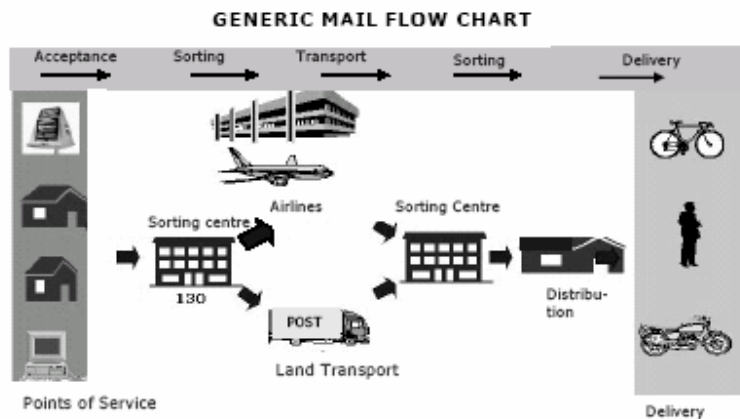 GENERIC MAIL FLOW CHART
Acceptance Sorting Transport Sorting Delivery
Airlines
Sorting centre
Sorting Centre
130
POST
Distribu-
tion
Land Transport
Points of Service
Delivery